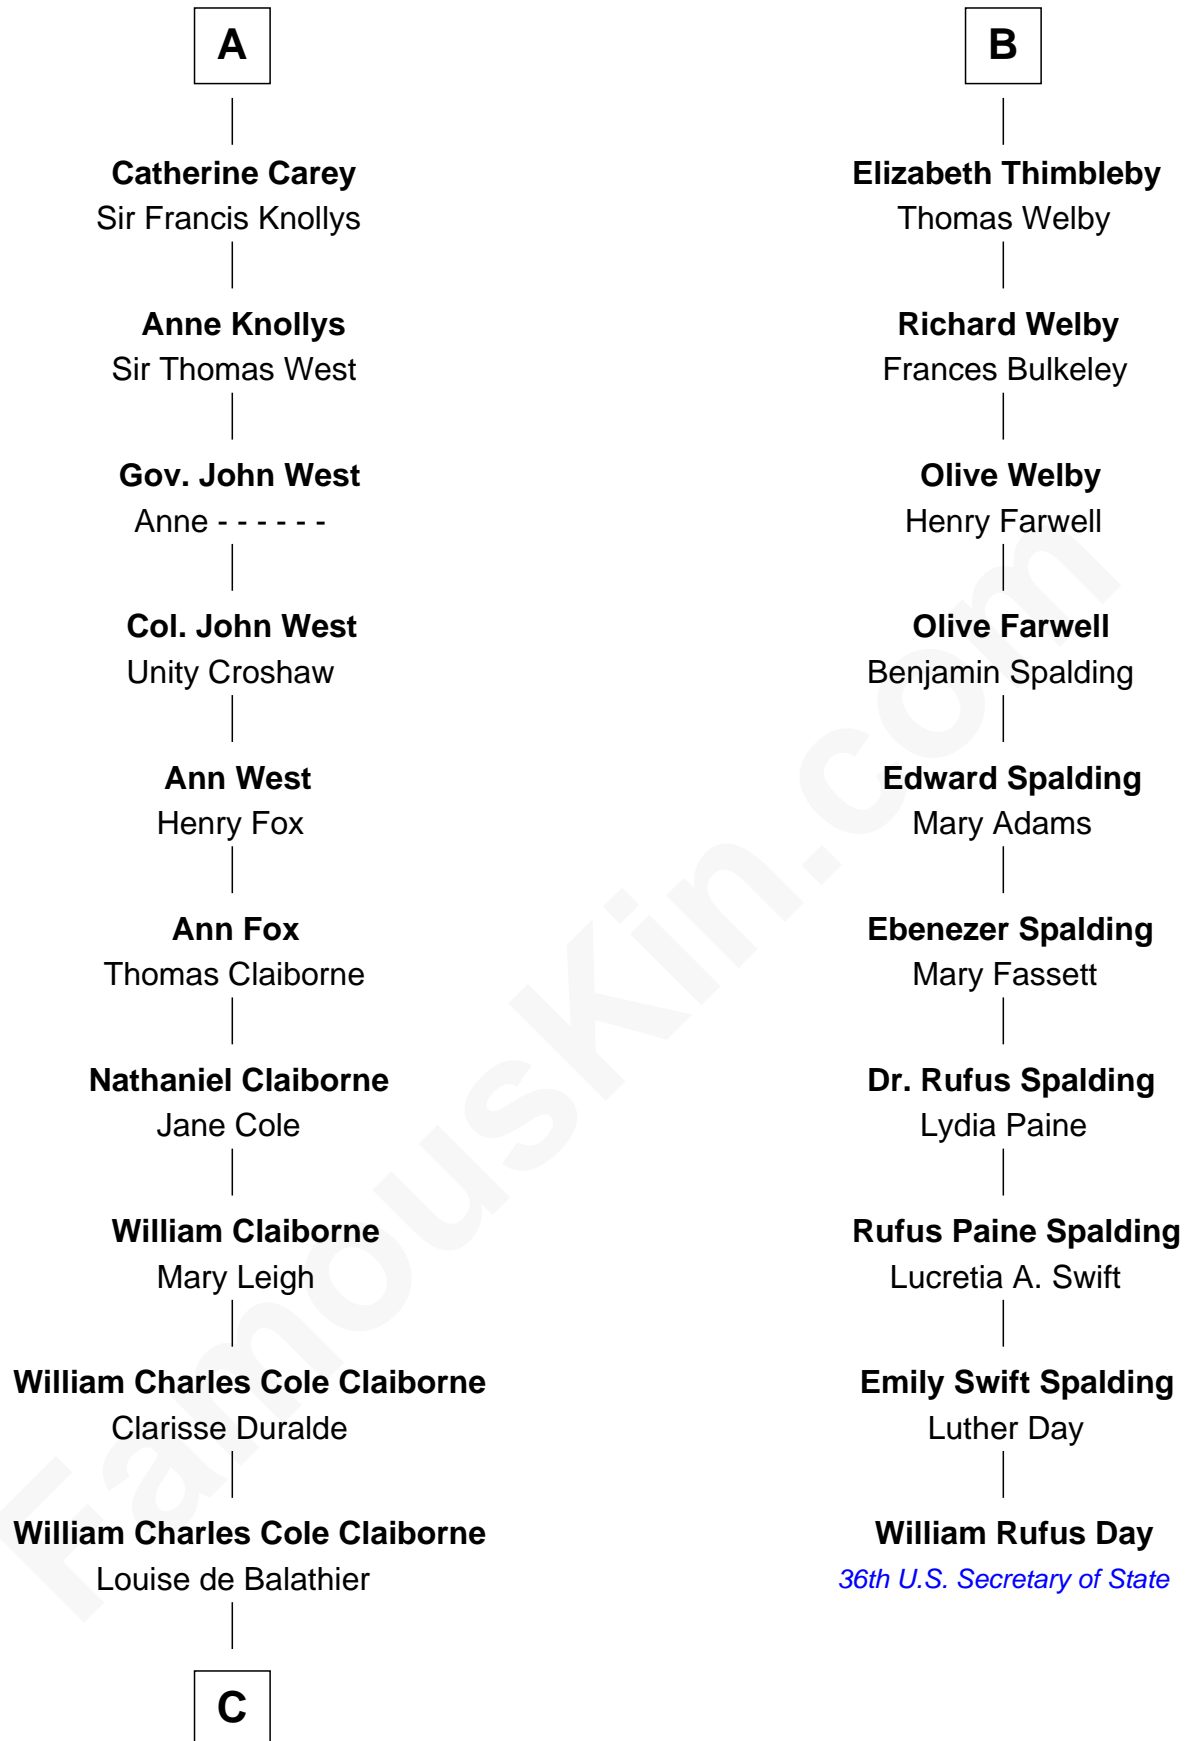 A
Catherine Carey
Sir Francis Knollys
Anne Knollys
Sir Thomas West
Gov. John West
Anne - - - - - -
Col. John West
Unity Croshaw
Ann West
Henry Fox
Ann Fox
Thomas Claiborne
Nathaniel Claiborne
Jane Cole
William Claiborne
Mary Leigh
William Charles Cole Claiborne
Clarisse Duralde
William Charles Cole Claiborne
Louise de Balathier
C
B
Elizabeth Thimbleby
Thomas Welby
Richard Welby
Frances Bulkeley
Olive Welby
Henry Farwell
Olive Farwell
Benjamin Spalding
Edward Spalding
Mary Adams
Ebenezer Spalding
Mary Fassett
Dr. Rufus Spalding
Lydia Paine
Rufus Paine Spalding
Lucretia A. Swift
Emily Swift Spalding
Luther Day
William Rufus Day
36th U.S. Secretary of State
FamousKin.com